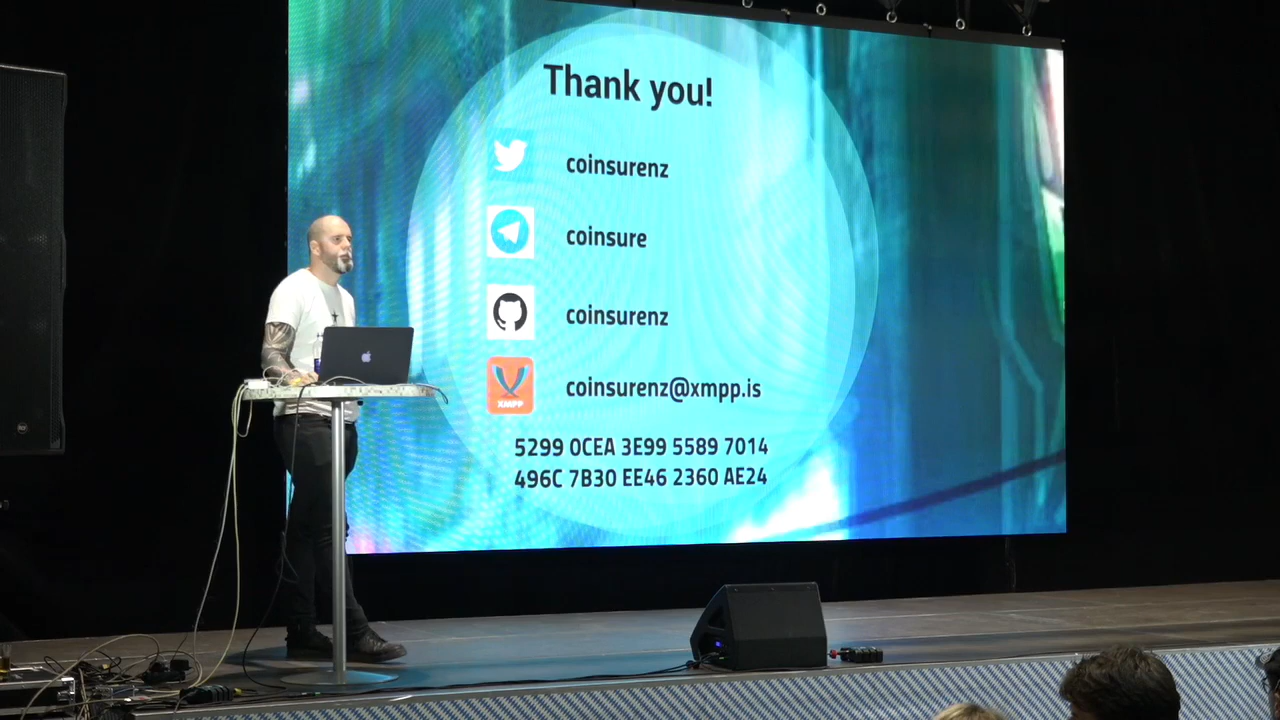 Thank you!
coinsurenz
coinsure
coinsurenz
XMPP
coinsurenz@xmpp.is
5299 0CEA 3E99 5589 7014
496C 7B30 EE46 2360 AE24